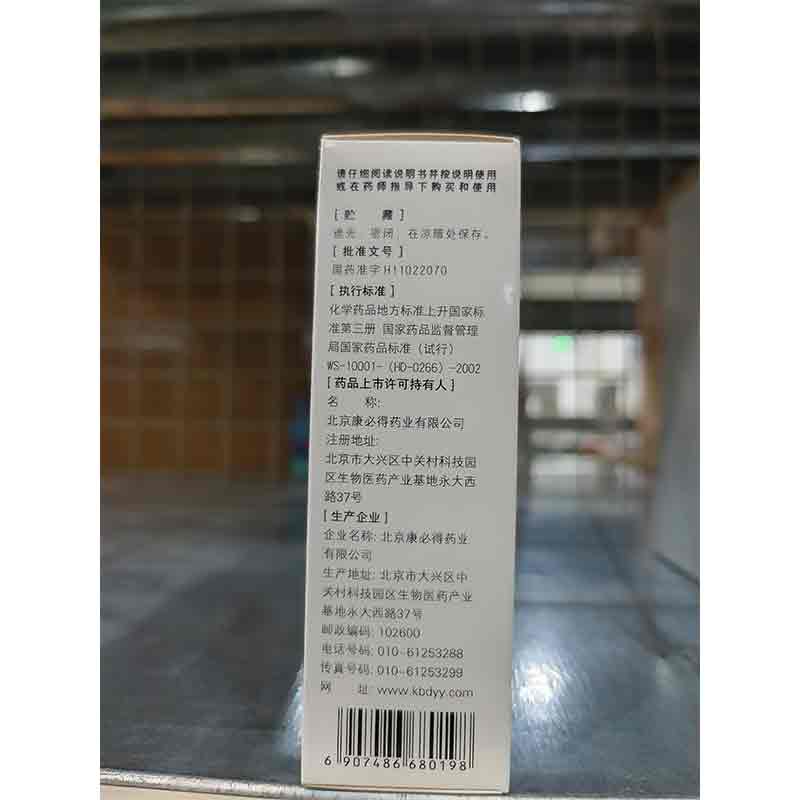 请仔细阅读说明书并按说明使用
或在药师指导下购买和使用
[贮 藏]
遮光，密闭，在凉暗处保存。
[批准文号]
国药准字H11022070
[执行标准]
化学药品地方标准上升国家标
准第三册 国家药品监督管理
局国家药品标准（试行）
WS-10001-（HD-0266）-2002
[药品上市许可持有人]
名 称:
北京康必得药业有限公司
注册地址:
北京市大兴区中关村科技园
区生物医药产业基地永大西
路37号
[生产企业]
企业名称: 北京康必得药业
有限公司
生产地址: 北京市大兴区中
关村科技园区生物医药产业
基地永大西路37号
邮政编码: 102600
电话号码: 010-61253288
传真号码: 010-61253299
网 址: www.kbdyy.com
6 907486 680198